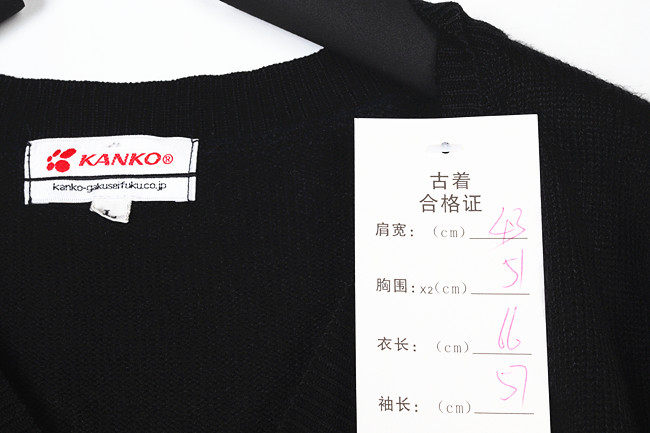 KANKO®
kanko-gakuseifuku.co.jp
古着
合格证
肩宽: (cm) 43
胸围: X2(cm) 51
衣长: (cm) 66
袖长: (cm) 57